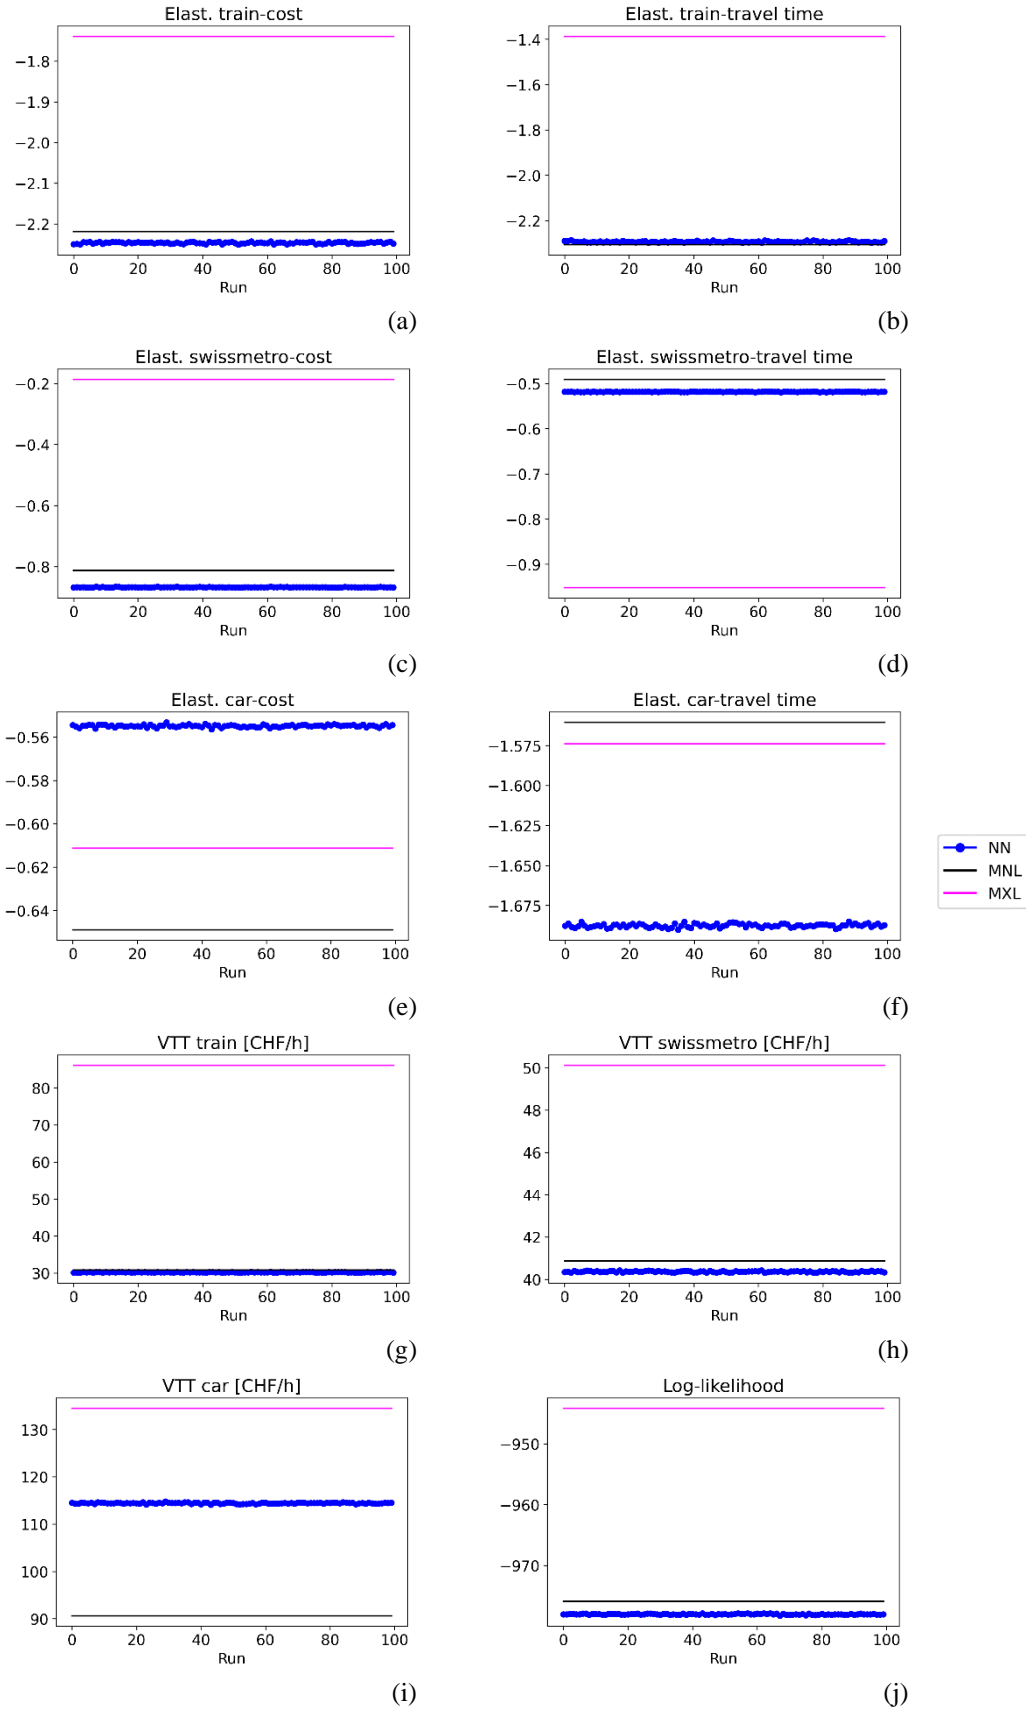 Elast. train-cost
−1.8
−1.9
−2.0
−2.1
−2.2
0 20 40 60 80 100
Run
(a)
Elast. train-travel time
−1.4
−1.6
−1.8
−2.0
−2.2
0 20 40 60 80 100
Run
(b)
Elast. swissmetro-cost
−0.2
−0.4
−0.6
−0.8
0 20 40 60 80 100
Run
(c)
Elast. swissmetro-travel time
−0.5
−0.6
−0.7
−0.8
−0.9
0 20 40 60 80 100
Run
(d)
Elast. car-cost
−0.56
−0.58
−0.60
−0.62
−0.64
0 20 40 60 80 100
Run
(e)
Elast. car-travel time
−1.575
−1.600
−1.625
−1.650
−1.675
0 20 40 60 80 100
Run
(f)
NN
MNL
MXL
VTT train [CHF/h]
80
70
60
50
40
30
0 20 40 60 80 100
Run
(g)
VTT swissmetro [CHF/h]
50
48
46
44
42
40
0 20 40 60 80 100
Run
(h)
VTT car [CHF/h]
130
120
110
100
90
0 20 40 60 80 100
Run
(i)
Log-likelihood
−950
−960
−970
0 20 40 60 80 100
Run
(j)